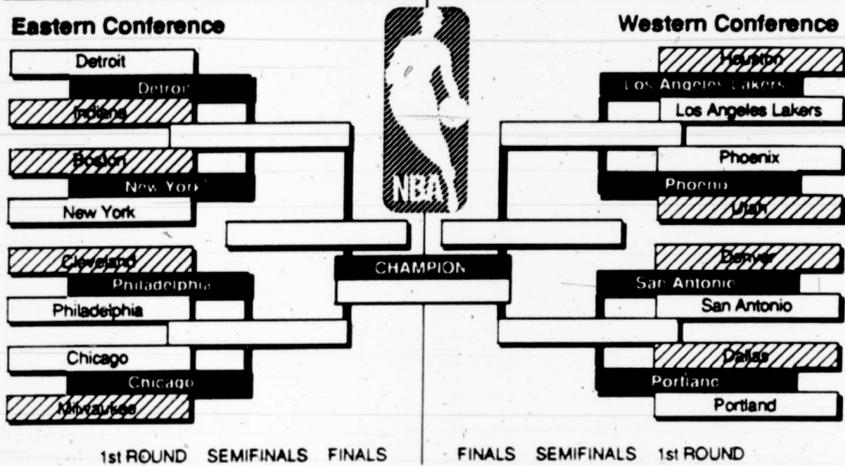 Eastern Conference
Detroit
Detroit
Indiana
Boston
New York
New York
Cleveland
Philadelphia
Philadelphia
Chicago
Chicago
Milwaukee
NBA
CHAMPION
Western Conference
Houston
Los Angeles Lakers
Los Angeles Lakers
Phoenix
Phoenix
Utah
Denver
San Antonio
San Antonio
Dallas
Portland
Portland
1st ROUND SEMIFINALS FINALS FINALS SEMIFINALS 1st ROUND